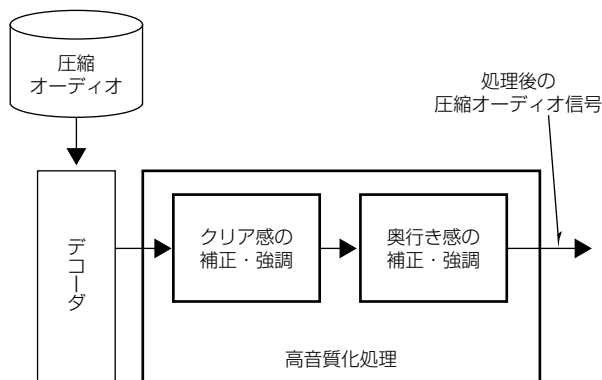 圧縮
オーディオ
処理後の
圧縮オーディオ信号
デコーダ
クリア感の
補正・強調
奥行き感の
補正・強調
高音質化処理